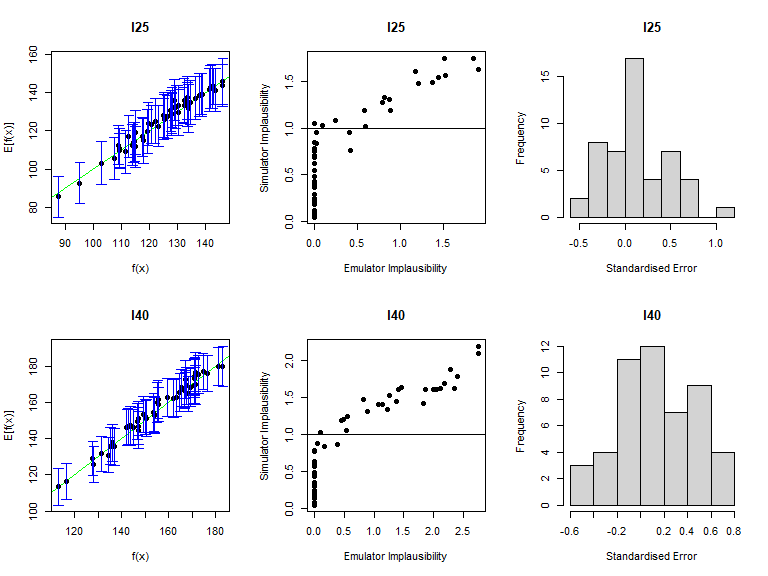 I25
I25
I25
E[f(x)]
80 100 120 140 160
90 100 110 120 130 140
f(x)
Simulator Implausibility
0.0 0.5 1.0 1.5
0.0 0.5 1.0 1.5
Emulator Implausibility
Frequency
0 5 10 15
-0.5 0.0 0.5 1.0
Standardised Error
I40
I40
I40
E[f(x)]
100 120 140 160 180
120 140 160 180
f(x)
Simulator Implausibility
0.0 0.5 1.0 1.5 2.0
0.0 0.5 1.0 1.5 2.0 2.5
Emulator Implausibility
Frequency
0 2 4 6 8 10 12
-0.6 -0.2 0.2 0.4 0.6 0.8
Standardised Error